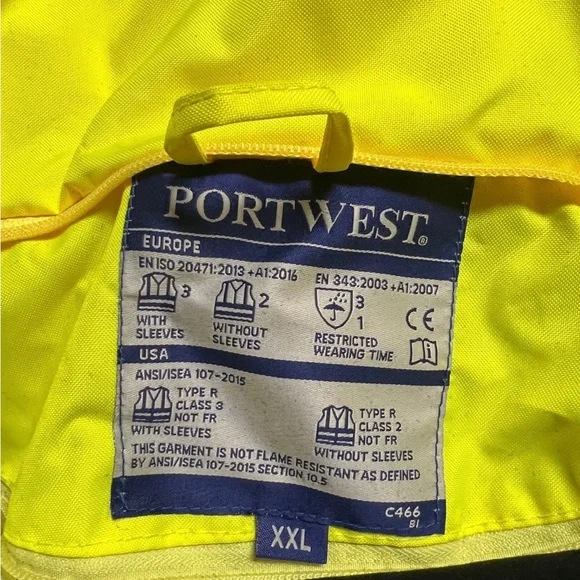 PORTWEST®
EUROPE
EN ISO 20471:2013 +A1:2016
3
WITH
SLEEVES
2
WITHOUT
SLEEVES
EN 343:2003 +A1:2007
3
1
RESTRICTED
WEARING TIME
CE
i
USA
ANSI/ISEA 107-2015
TYPE R
CLASS 3
NOT FR
WITH SLEEVES
TYPE R
CLASS 2
NOT FR
WITHOUT SLEEVES
THIS GARMENT IS NOT FLAME RESISTANT AS DEFINED
BY ANSI/ISEA 107-2015 SECTION 10.5
C466
BI
XXL